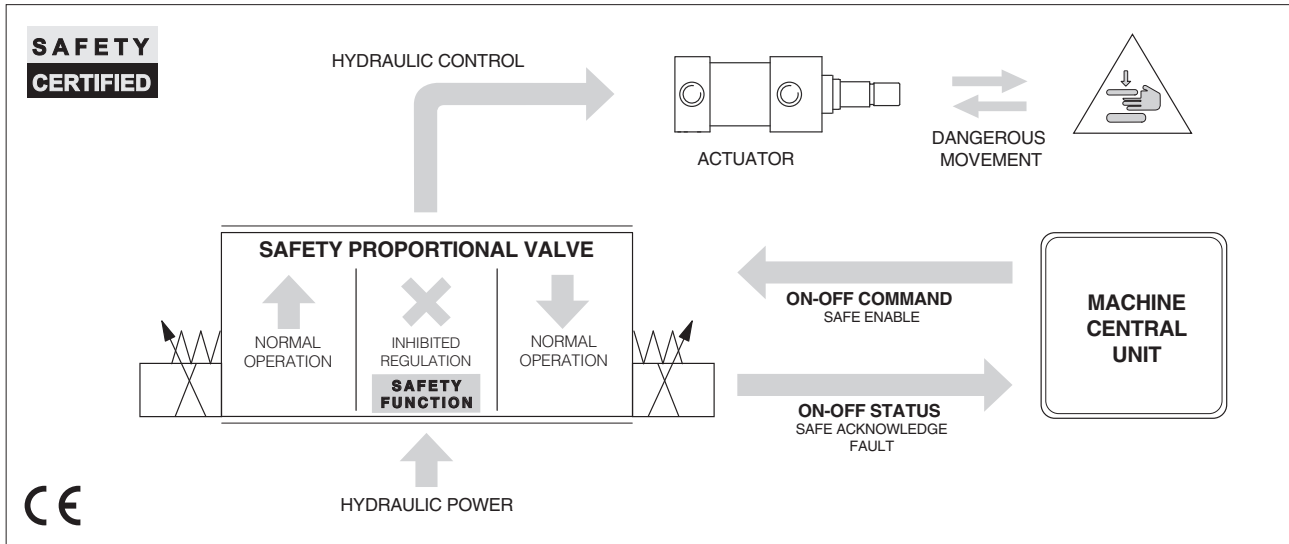 SAFETY
CERTIFIED
HYDRAULIC CONTROL
ACTUATOR
DANGEROUS
MOVEMENT
SAFETY PROPORTIONAL VALVE
NORMAL
OPERATION
INHIBITED
REGULATION
SAFETY
FUNCTION
NORMAL
OPERATION
ON-OFF COMMAND
SAFE ENABLE
ON-OFF STATUS
SAFE ACKNOWLEDGE
FAULT
MACHINE
CENTRAL
UNIT
HYDRAULIC POWER
CE